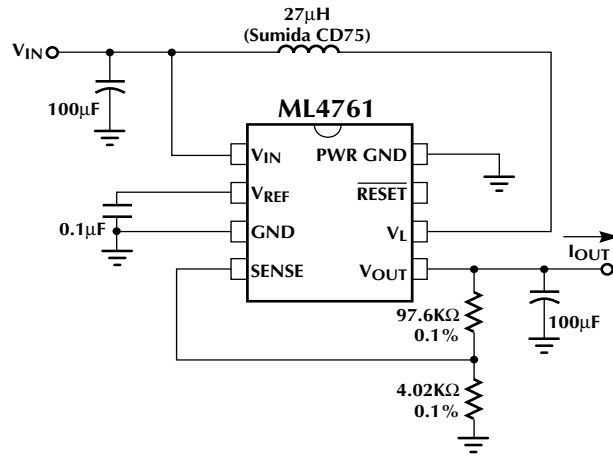 27µH
(Sumida CD75)
VIN
100µF
ML4761
VIN
PWR GND
VREF
RESET
0.1µF
GND
VL
IOUT
SENSE
VOUT
97.6KΩ
0.1%
100µF
4.02KΩ
0.1%